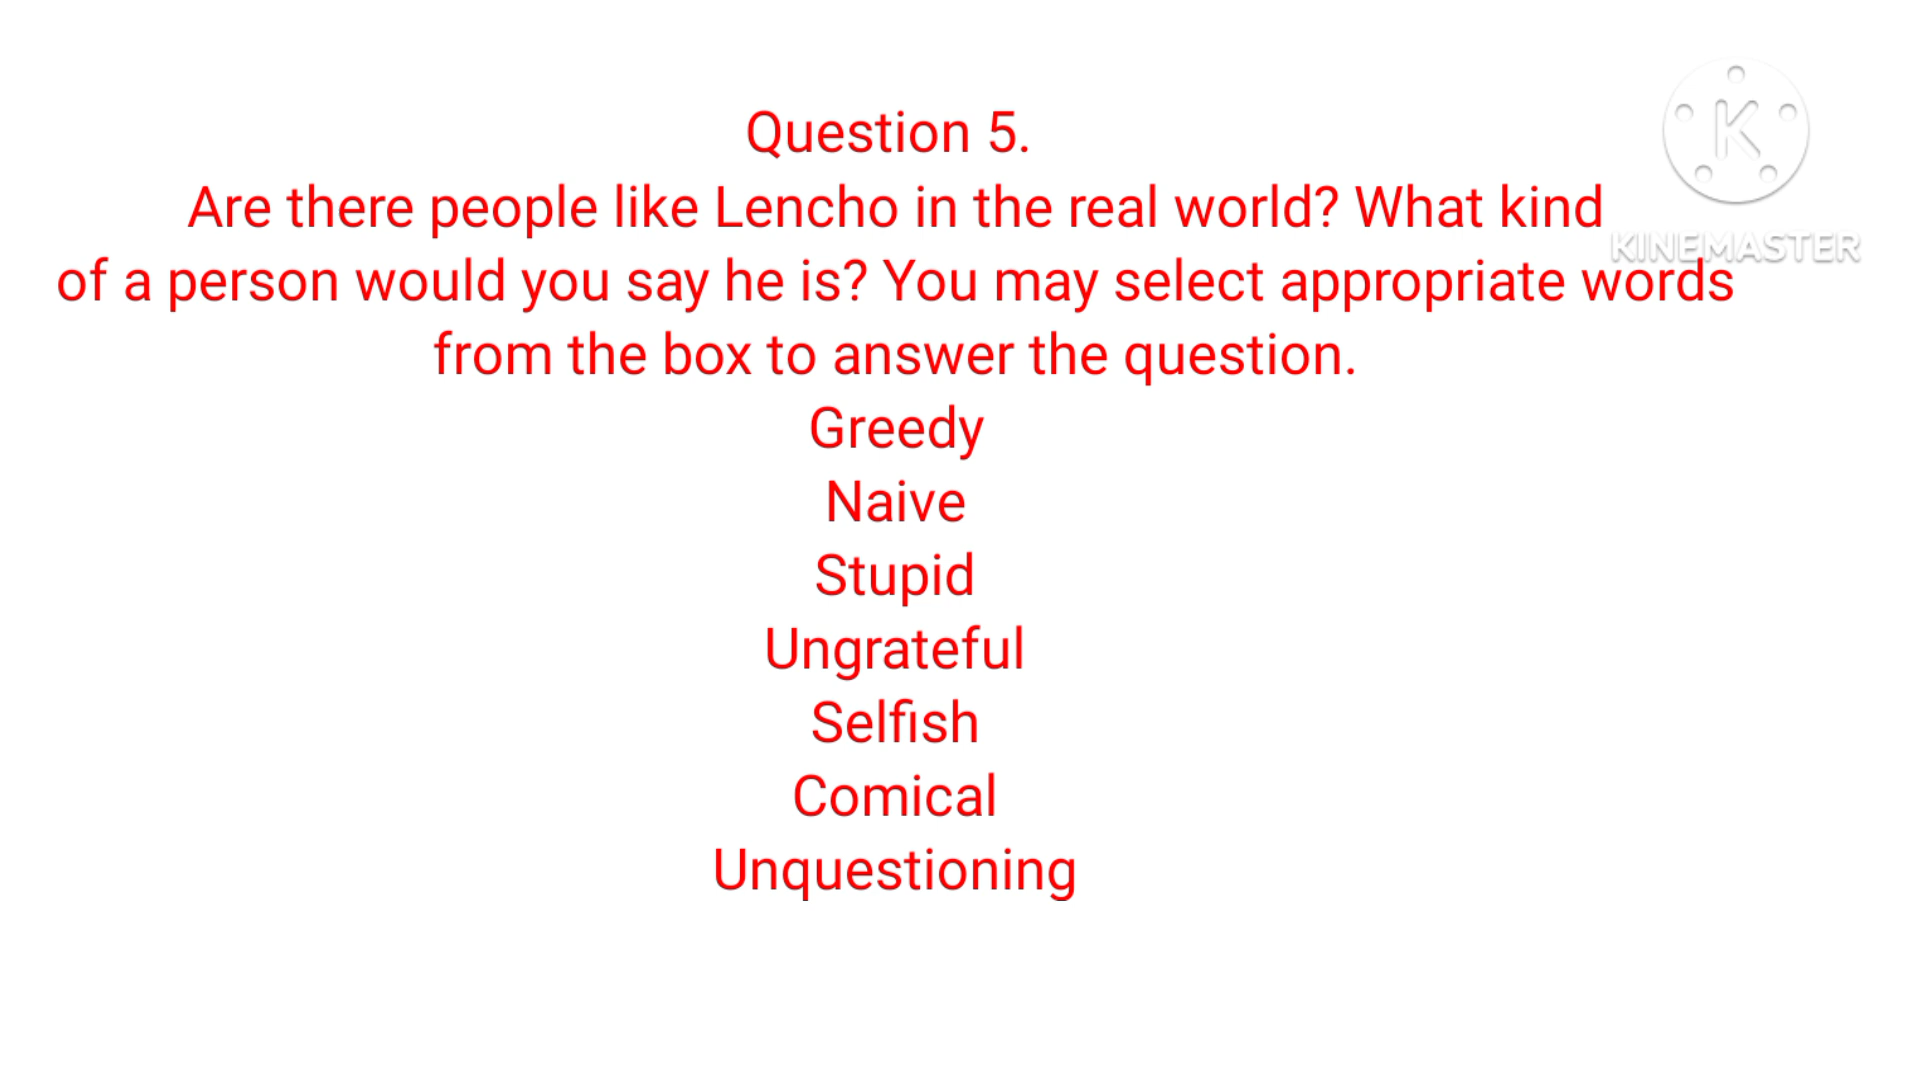 Question 5.
Are there people like Lencho in the real world? What kind
of a person would you say he is? You may select appropriate words
from the box to answer the question.
Greedy
Naive
Stupid
Ungrateful
Selfish
Comical
Unquestioning
K
KINEMASTER